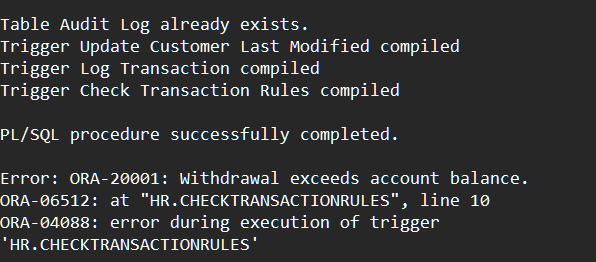 Table Audit Log already exists.
Trigger Update Customer Last Modified compiled
Trigger Log Transaction compiled
Trigger Check Transaction Rules compiled
PL/SQL procedure successfully completed.
Error: ORA-20001: Withdrawal exceeds account balance.
ORA-06512: at "HR.CHECKTRANSACTIONRULES", line 10
ORA-04088: error during execution of trigger
'HR.CHECKTRANSACTIONRULES'